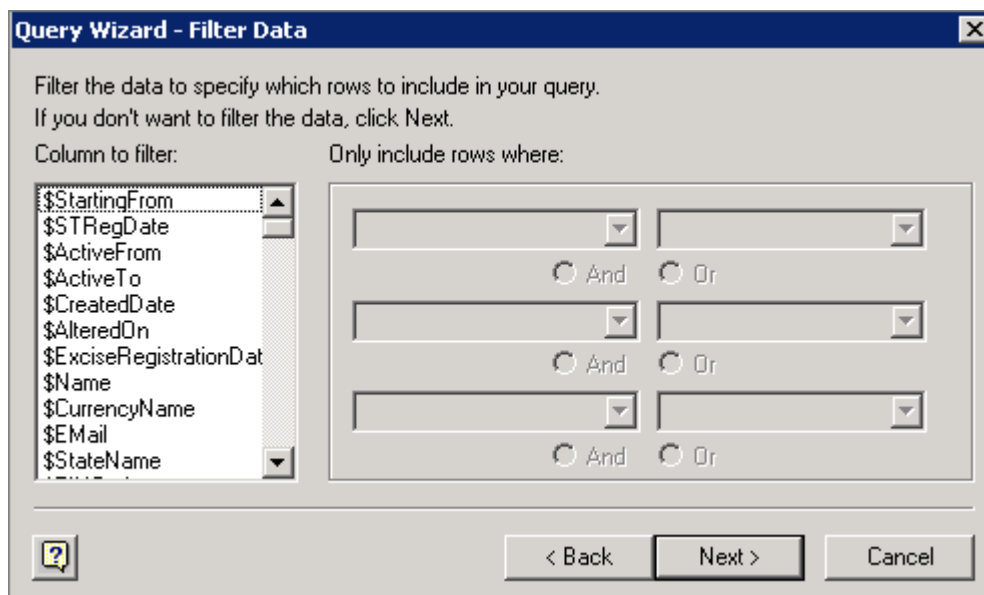 Query Wizard - Filter Data
Filter the data to specify which rows to include in your query.
If you don't want to filter the data, click Next.
Column to filter:
Only include rows where:
$StartingFrom
$STRegDate
$ActiveFrom
$ActiveTo
$CreatedDate
$AlteredOn
$ExciseRegistrationDat
$Name
$CurrencyName
$EMail
$StateName
And Or
And Or
And Or
?
< Back
Next >
Cancel